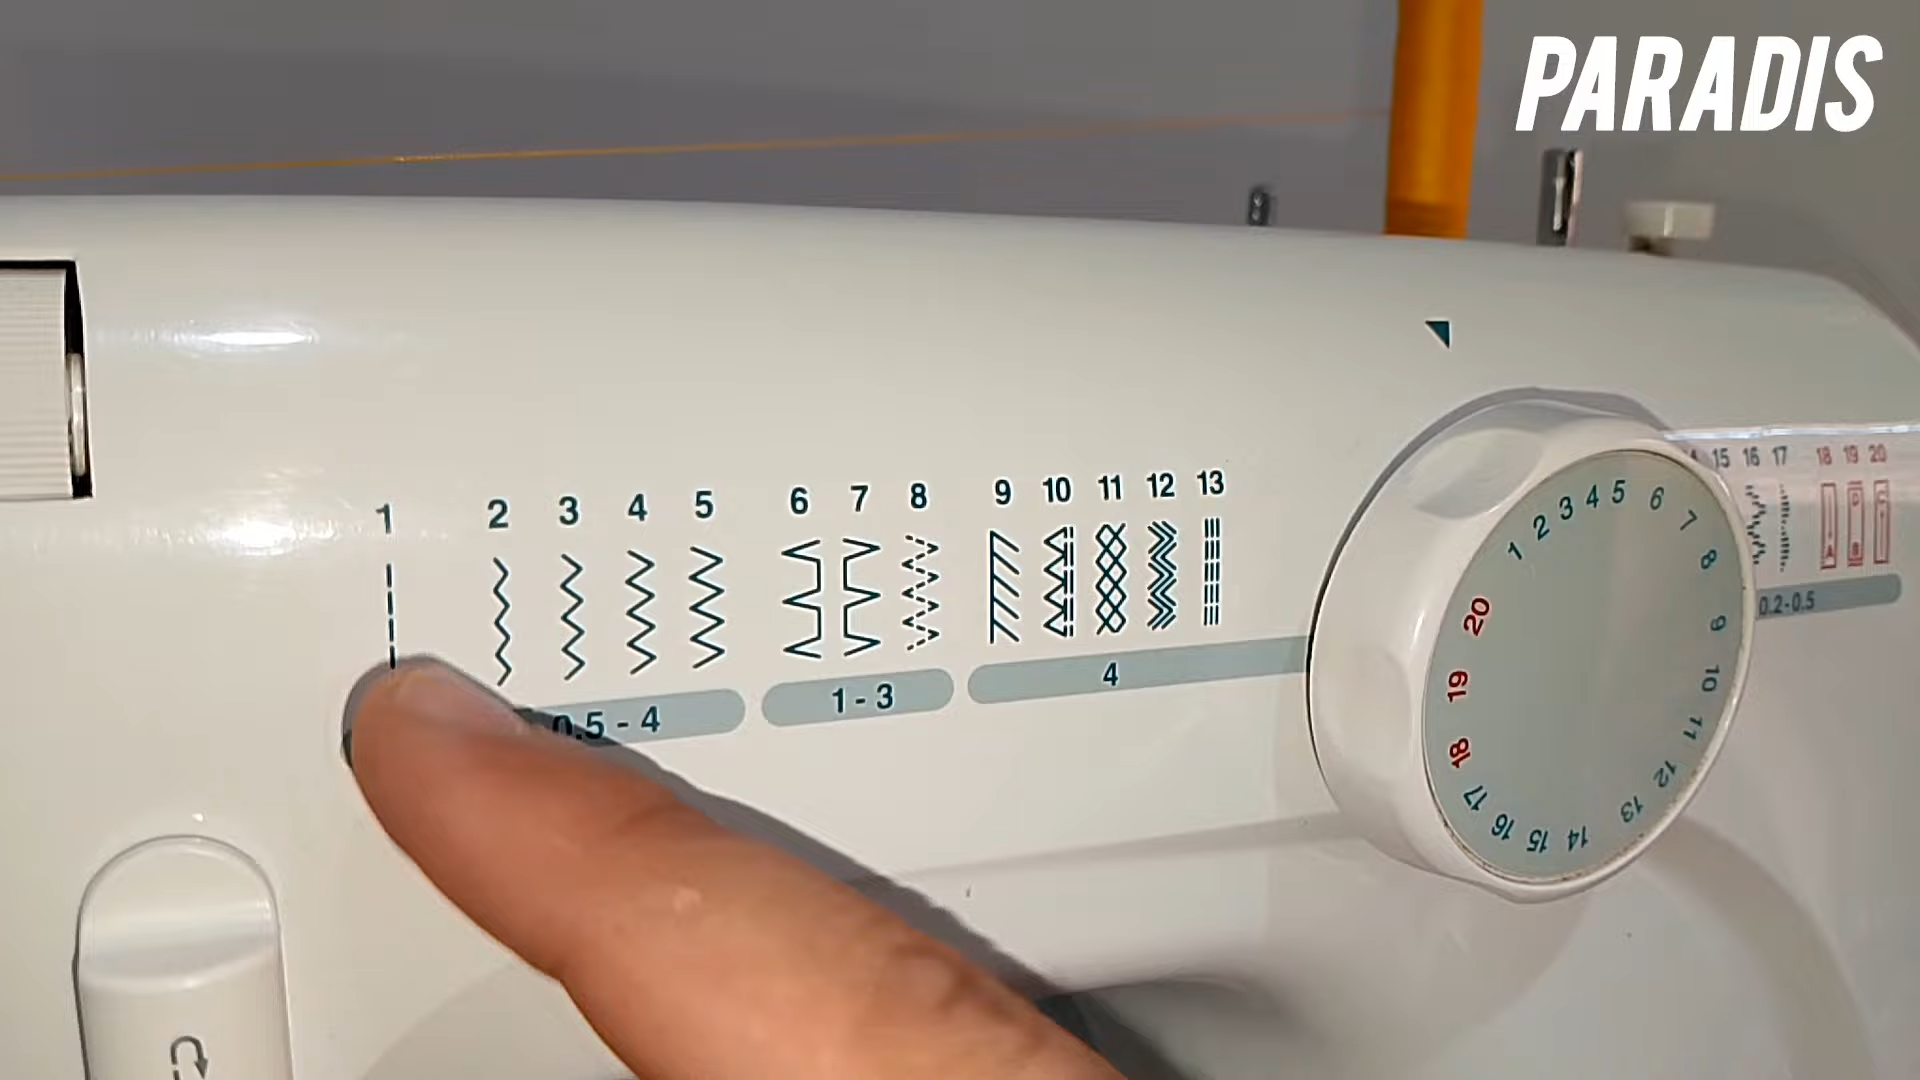 PARADIS
1 2 3 4 5 6 7 8 9 10 11 12 13
15 16 17 18 19 20
0.5 - 4
1 - 3
4
0.2-0.5
1 2 3 4 5 6 7 8 9 10 11 12 13 14 15 16 17 18 19 20